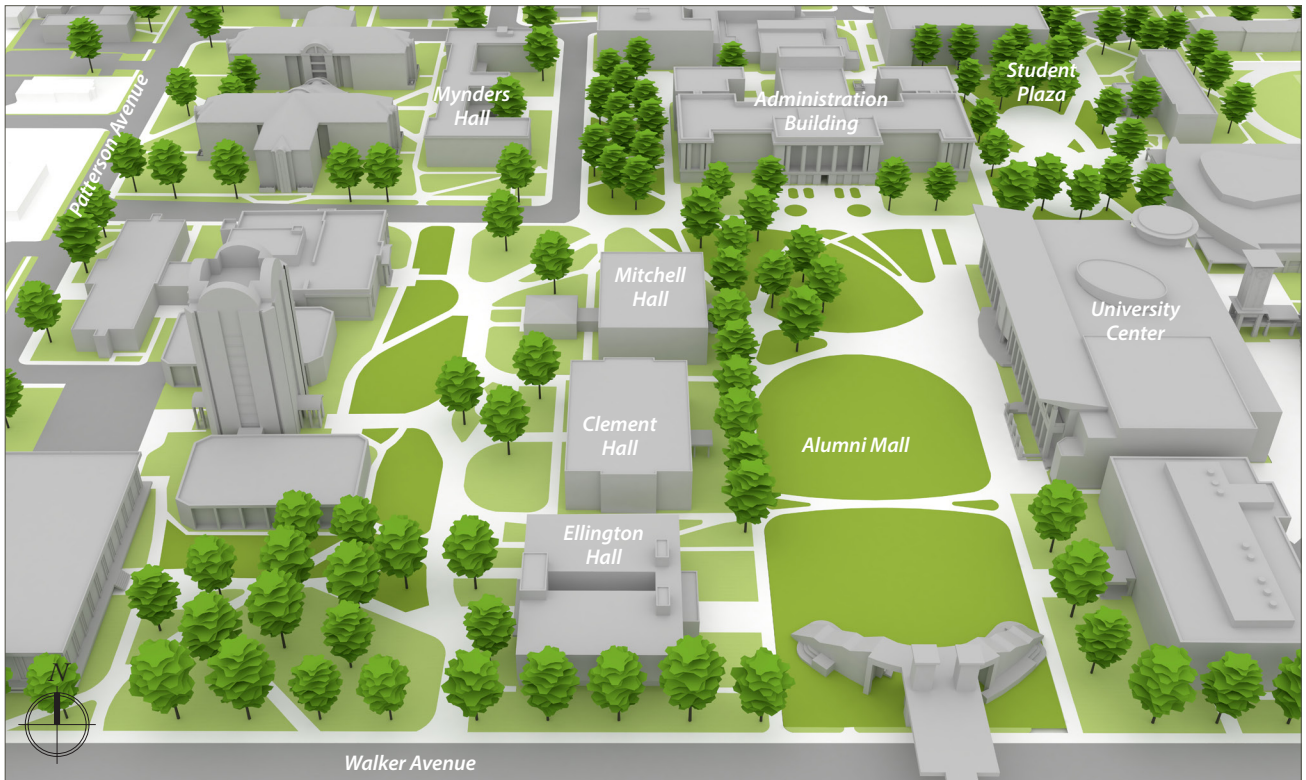 Patterson Avenue
Mynders
Hall
Administration
Building
Student
Plaza
Mitchell
Hall
University
Center
Clement
Hall
Alumni Mall
Ellington
Hall
N
Walker Avenue